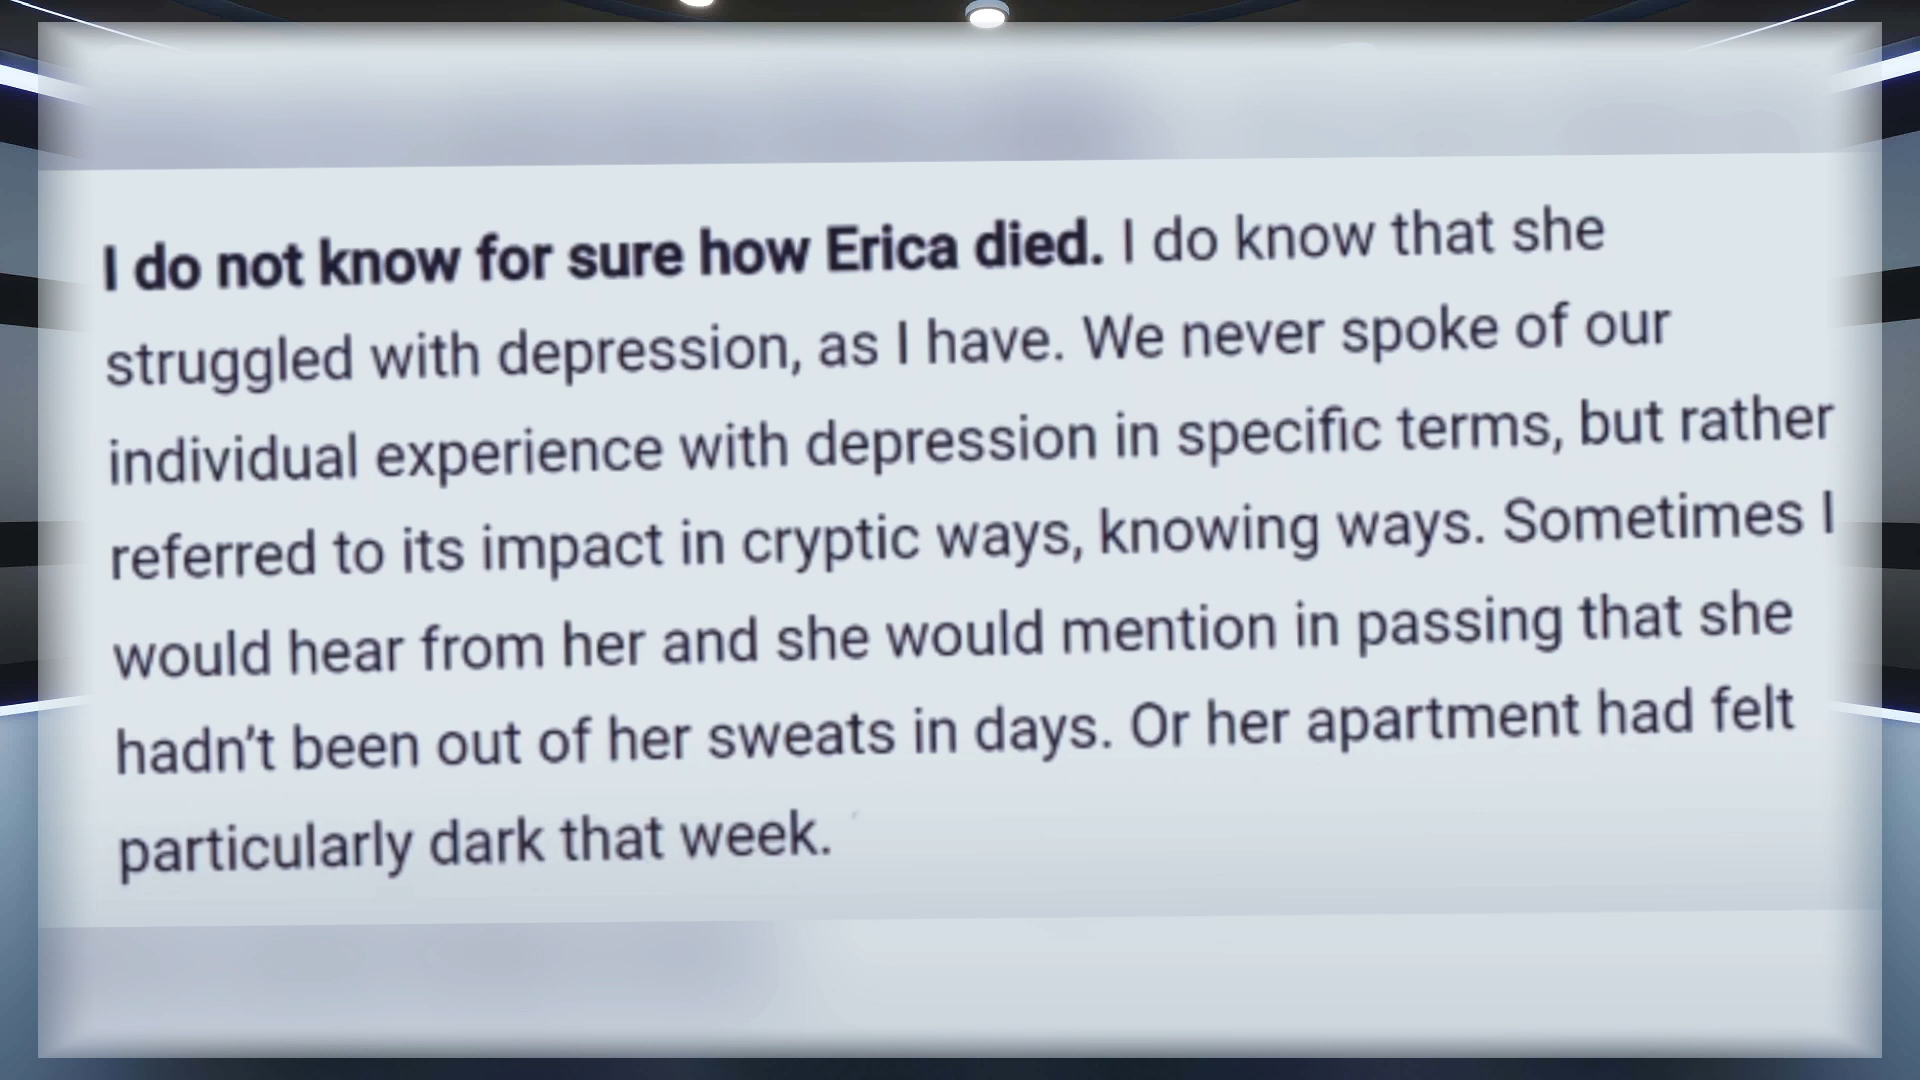 I do not know for sure how Erica died. I do know that she
struggled with depression, as I have. We never spoke of our
individual experience with depression in specific terms, but rather
referred to its impact in cryptic ways, knowing ways. Sometimes I
would hear from her and she would mention in passing that she
hadn’t been out of her sweats in days. Or her apartment had felt
particularly dark that week.